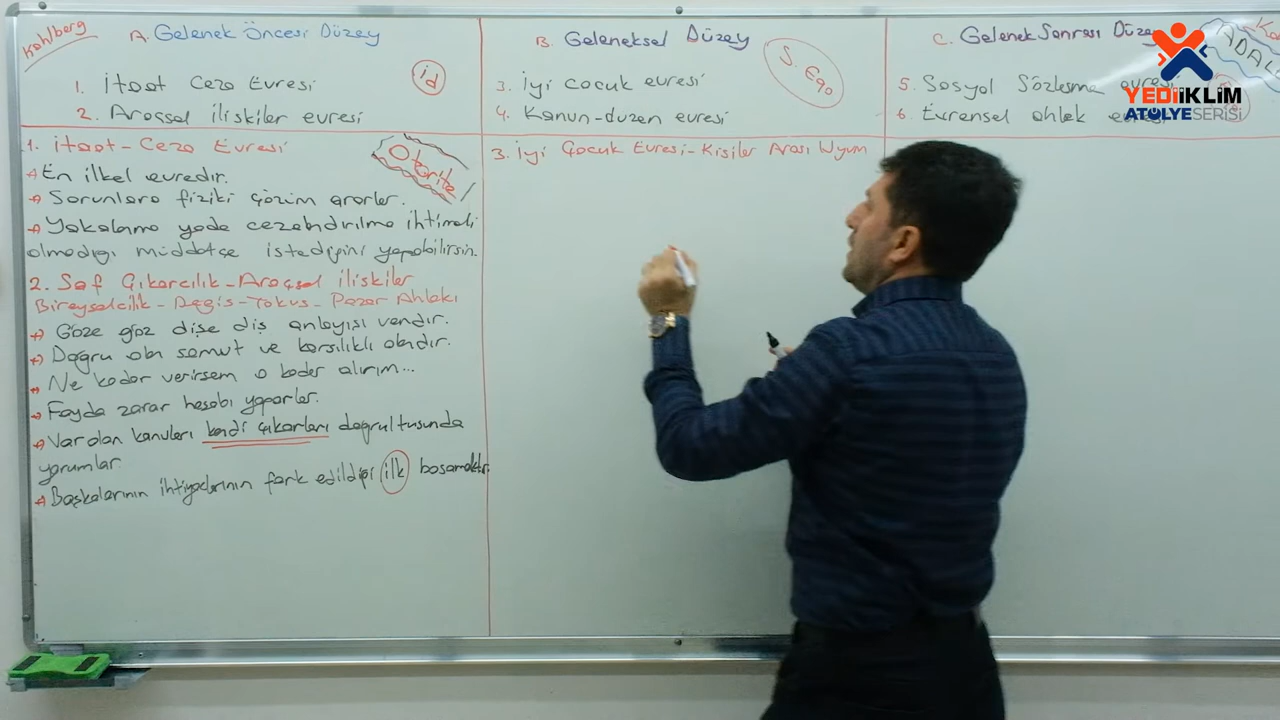 Kohlberg
A. Gelenek Öncesi Düzey
1. İtaat Ceza Evresi
2. Araçsal ilişkiler evresi
id
B. Geleneksel Düzey
3. İyi çocuk evresi
4. Kanun-düzen evresi
S. Ego
C. Gelenek Sonrası Düzey
5. Sosyal Sözleşme evresi
6. Evrensel ahlak evresi
YEDİİKLİM
ATÖLYESERİSİ
1. İtaat-Ceza Evresi
Otorite
En ilkel evredir.
Sorunlara fiziki çözüm ararlar.
Yakalanma yada cezalandırılma ihtimali
olmadığı müddetçe istediğini yapabilirsin.
2. Saf Çıkarcılık-Araçsal ilişkiler
Bireyselcilik-Değiş-Tokuş-Pazar Ahlakı
Göze göz dişe diş anlayışı vardır.
Doğru olan somut ve karşılıklı olandır.
Ne kadar verirsem o kadar alırım...
Fayda zarar hesabı yaparlar.
Var olan kanunları kendi çıkarları doğrultusunda
yorumlar.
Başkalarının ihtiyaçlarının fark edildiği ilk basamaktır.
3. İyi Çocuk Evresi-Kişiler Arası Uyum